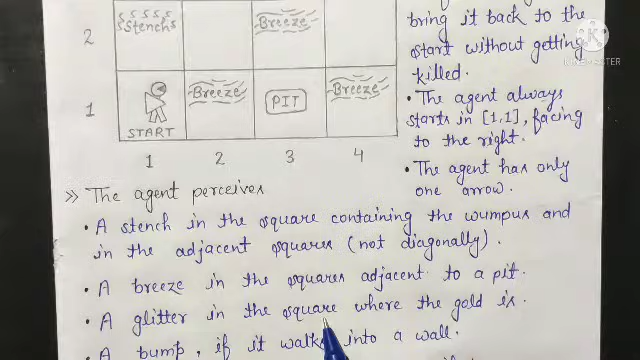 bring it back to the
start without getting
killed.
• The agent always
starts in [1,1], facing
to the right.
• The agent has only
one arrow.
2
Stench
Breeze
1
START
Breeze
PIT
Breeze
1 2 3 4
>> The agent perceives
• A stench in the square containing the wumpus and
in the adjacent squares (not diagonally).
• A breeze in the squares adjacent to a pit.
• A glitter in the square where the gold is.
• A bump, if it walks into a wall.